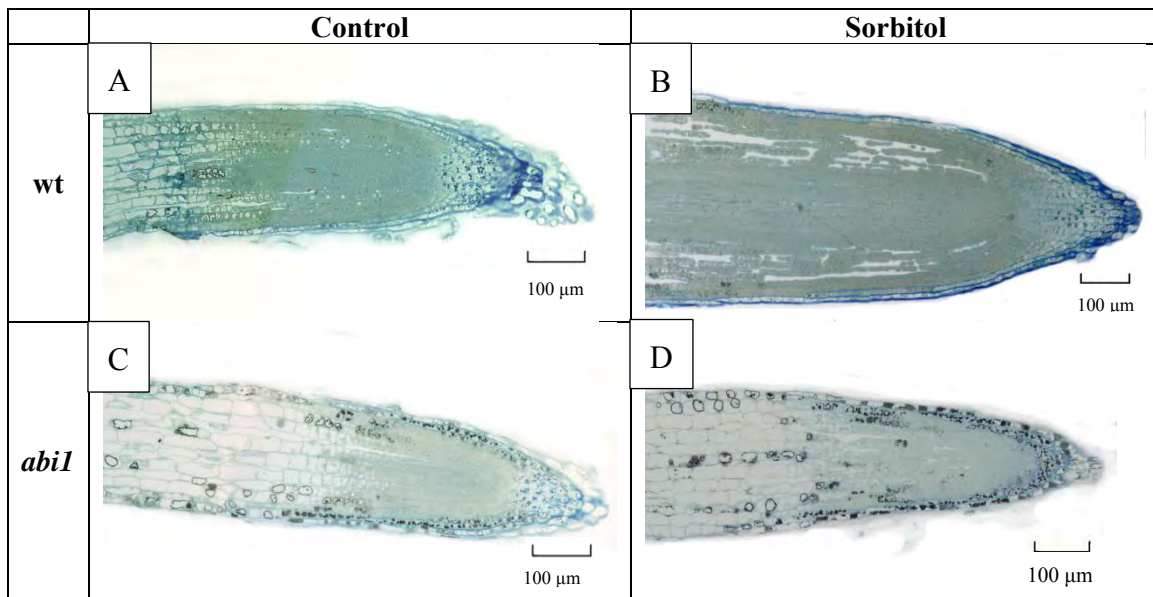 Control Sorbitol
wt
A
100 μm
B
100 μm
abi1
C
100 μm
D
100 μm